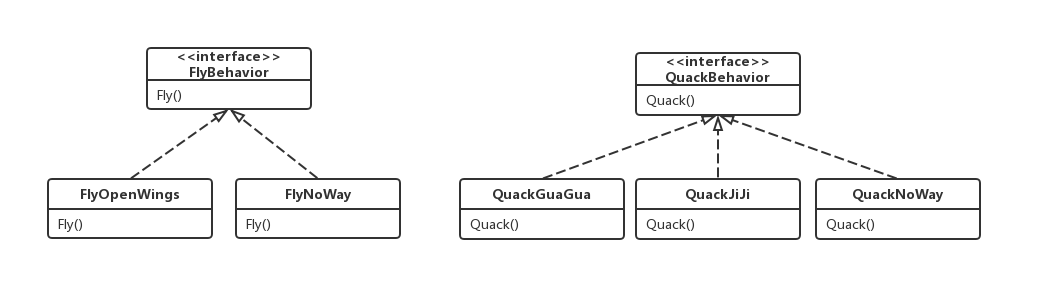 <<interface>>
FlyBehavior
Fly()
<<interface>>
QuackBehavior
Quack()
FlyOpenWings
Fly()
FlyNoWay
Fly()
QuackGuaGua
Quack()
QuackJiJi
Quack()
QuackNoWay
Quack()